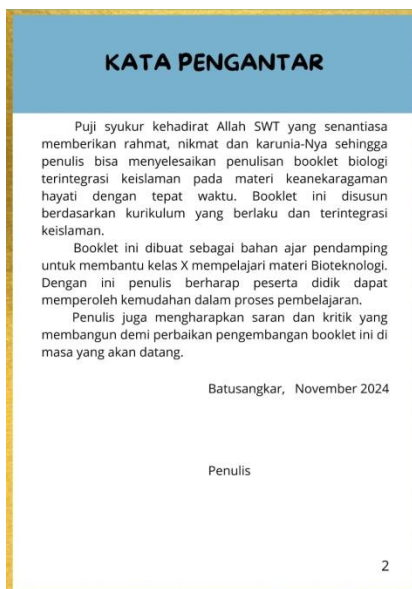 KATA PENGANTAR
Puji syukur kehadirat Allah SWT yang senantiasa
memberikan rahmat, nikmat dan karunia-Nya sehingga
penulis bisa menyelesaikan penulisan booklet biologi
terintegrasi keislaman pada materi keanekaragaman
hayati dengan tepat waktu. Booklet ini disusun
berdasarkan kurikulum yang berlaku dan terintegrasi
keislaman.
Booklet ini dibuat sebagai bahan ajar pendamping
untuk membantu kelas X mempelajari materi Bioteknologi.
Dengan ini penulis berharap peserta didik dapat
memperoleh kemudahan dalam proses pembelajaran.
Penulis juga mengharapkan saran dan kritik yang
membangun demi perbaikan pengembangan booklet ini di
masa yang akan datang.
Batusangkar, November 2024
Penulis
2